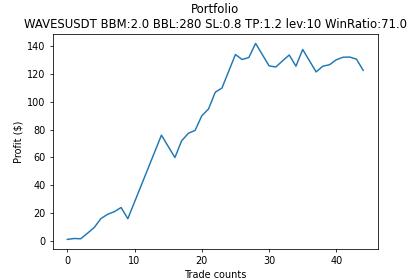 Portfolio
WAVESUSDT BBM:2.0 BBL:280 SL:0.8 TP:1.2 lev:10 WinRatio:71.0
140
120
100
80
60
40
20
0
Profit ($)
0 10 20 30 40
Trade counts